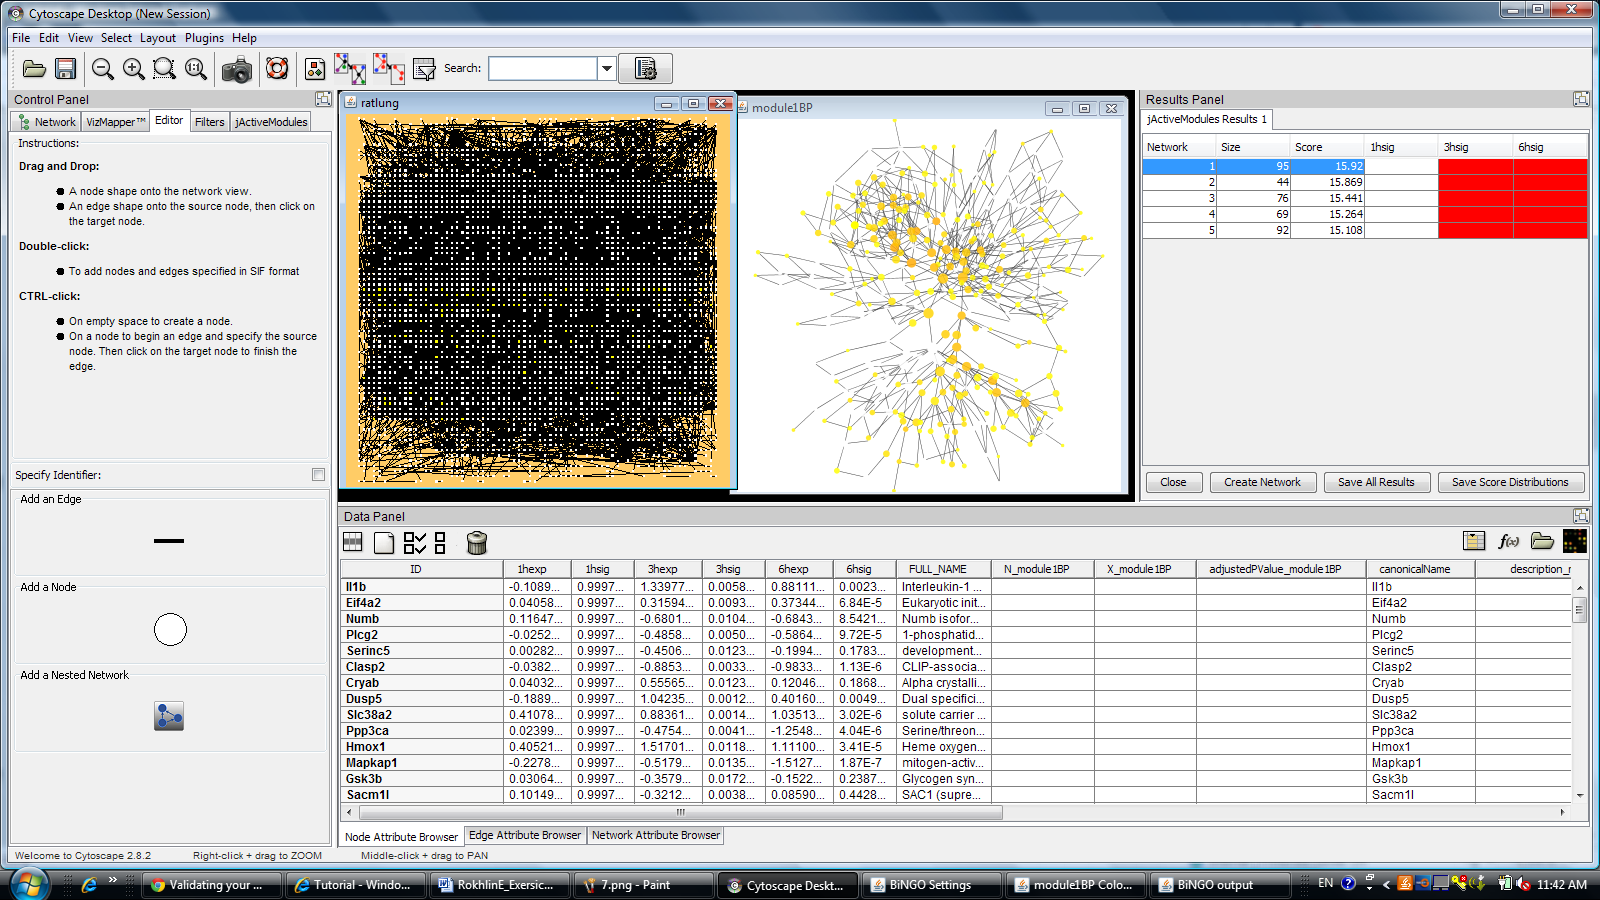 Cytoscape Desktop (New Session)
File Edit View Select Layout Plugins Help
Search:
Control Panel
Network VizMapper™ Editor Filters jActiveModules
Instructions:
Drag and Drop:
A node shape onto the network view.
An edge shape onto the source node, then click on
the target node.
Double-click:
To add nodes and edges specified in SIF format
CTRL-click:
On empty space to create a node.
On a node to begin an edge and specify the source
node. Then click on the target node to finish the
edge.
Specify Identifier:
Add an Edge
Add a Node
Add a Nested Network
ratlung
module1BP
Results Panel
jActiveModules Results 1
Network Size Score 1hsig 3hsig 6hsig
1 95 15.92
2 44 15.869
3 76 15.441
4 69 15.264
5 92 15.108
Close Create Network Save All Results Save Score Distributions
Data Panel
f(x)
ID 1hexp 1hsig 3hexp 3hsig 6hexp 6hsig FULL_NAME N_module1BP X_module1BP adjustedPValue_module1BP canonicalName description_
Il1b -0.1089... 0.9997... 1.33977... 0.0058... 0.88111... 0.0023... Interleukin-1 ... Il1b
Eif4a2 0.04058... 0.9997... 0.31594... 0.0093... 0.37344... 6.84E-5 Eukaryotic init... Eif4a2
Numb 0.11647... 0.9997... -0.6801... 0.0104... -0.6843... 8.5421... Numb isofor... Numb
Plcg2 -0.0252... 0.9997... -0.4858... 0.0050... -0.5864... 9.72E-5 1-phosphatid... Plcg2
Serinc5 0.00282... 0.9997... -0.4506... 0.0123... -0.1994... 0.1783... development... Serinc5
Clasp2 -0.0382... 0.9997... -0.8853... 0.0033... -0.9833... 1.13E-6 CLIP-associa... Clasp2
Cryab 0.04032... 0.9997... 0.55565... 0.0123... 0.12046... 0.1868... Alpha crystalli... Cryab
Dusp5 -0.1889... 0.9997... 1.04235... 0.0012... 0.40160... 0.0049... Dual specifici... Dusp5
Slc38a2 0.41078... 0.9997... 0.88361... 0.0014... 1.03513... 3.02E-6 solute carrier ... Slc38a2
Ppp3ca 0.02399... 0.9997... -0.4754... 0.0041... -1.2548... 4.04E-6 Serine/threon... Ppp3ca
Hmox1 0.40521... 0.9997... 1.51701... 0.0118... 1.11100... 3.41E-5 Heme oxygen... Hmox1
Mapkap1 -0.2278... 0.9997... -0.5179... 0.0135... -1.5127... 1.87E-7 mitogen-activ... Mapkap1
Gsk3b 0.03064... 0.9997... -0.3579... 0.0172... -0.1522... 0.2387... Glycogen syn... Gsk3b
Sacm1l 0.10149... 0.9997... -0.3212... 0.0038... 0.08590... 0.4428... SAC1 (supre... Sacm1l
Node Attribute Browser Edge Attribute Browser Network Attribute Browser
Welcome to Cytoscape 2.8.2 Right-click + drag to ZOOM Middle-click + drag to PAN
Validating your ... Tutorial - Windo... RokhlinE_Exersic... 7.png - Paint Cytoscape Deskt... BiNGO Settings module1BP Colo... BiNGO output EN 11:42 AM